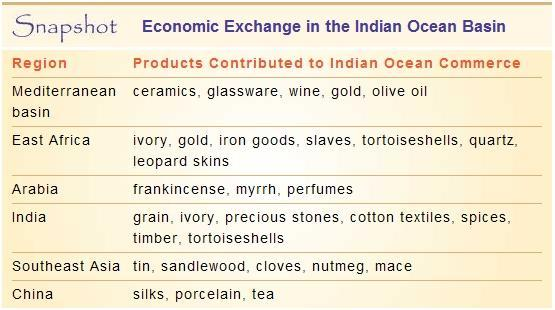 Snapshot Economic Exchange in the Indian Ocean Basin
Region Products Contributed to Indian Ocean Commerce
Mediterranean basin ceramics, glassware, wine, gold, olive oil
East Africa ivory, gold, iron goods, slaves, tortoiseshells, quartz,
leopard skins
Arabia frankincense, myrrh, perfumes
India grain, ivory, precious stones, cotton textiles, spices,
timber, tortoiseshells
Southeast Asia tin, sandlewood, cloves, nutmeg, mace
China silks, porcelain, tea